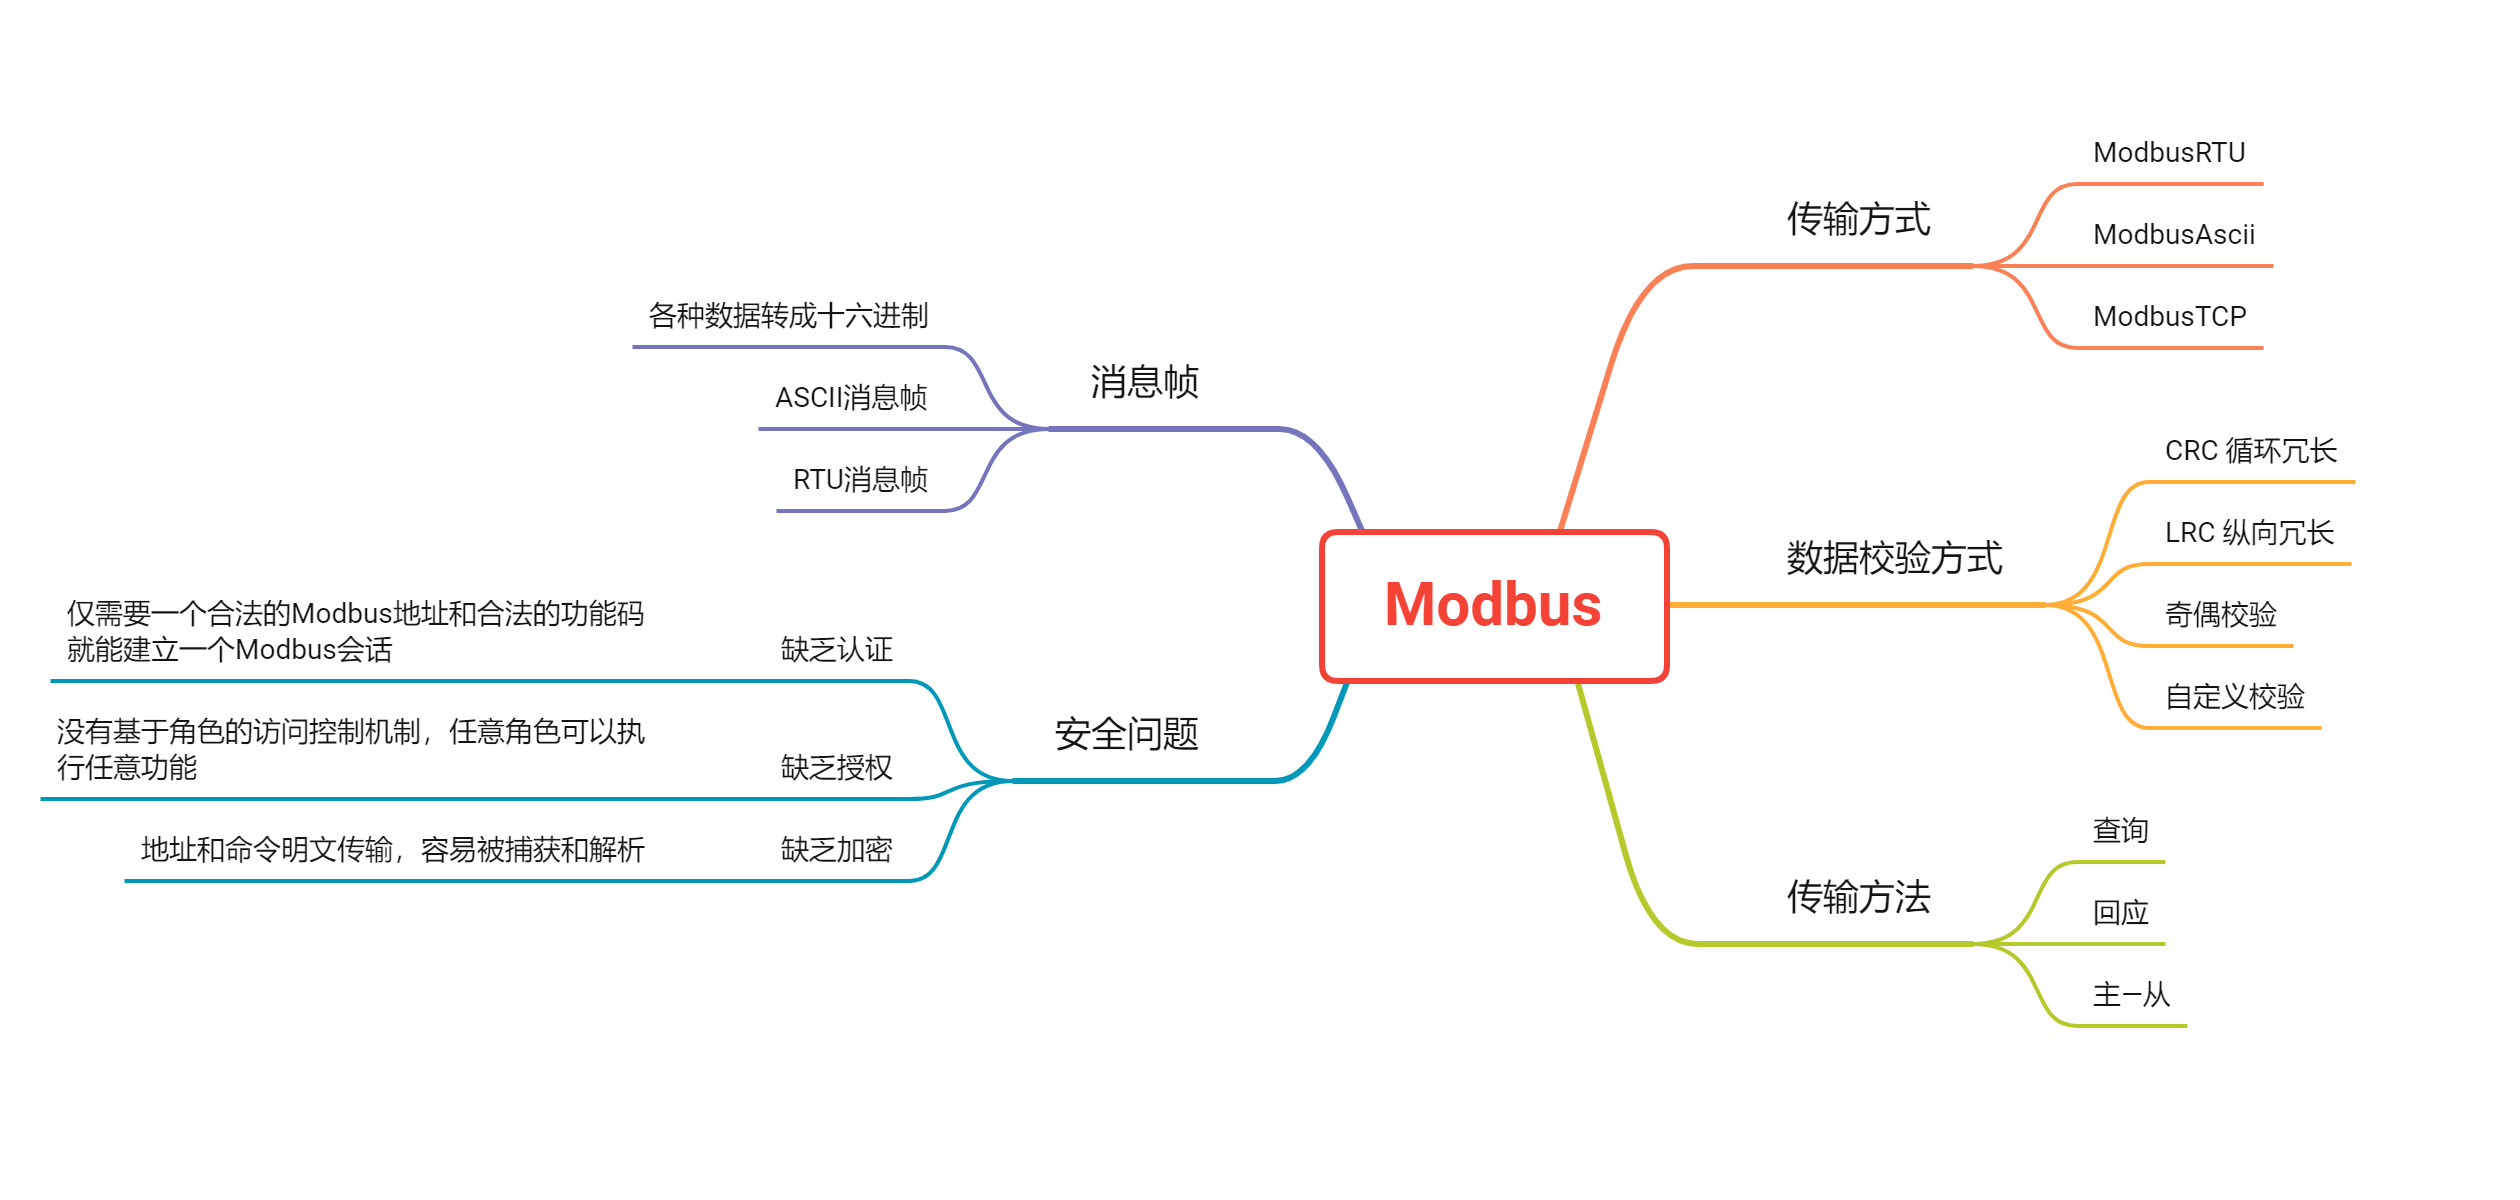 Modbus
传输方式
ModbusRTU
ModbusAscii
ModbusTCP
数据校验方式
CRC 循环冗长
LRC 纵向冗长
奇偶校验
自定义校验
传输方法
查询
回应
主—从
消息帧
各种数据转成十六进制
ASCII消息帧
RTU消息帧
安全问题
缺乏认证
仅需要一个合法的Modbus地址和合法的功能码
就能建立一个Modbus会话
缺乏授权
没有基于角色的访问控制机制，任意角色可以执
行任意功能
缺乏加密
地址和命令明文传输，容易被捕获和解析